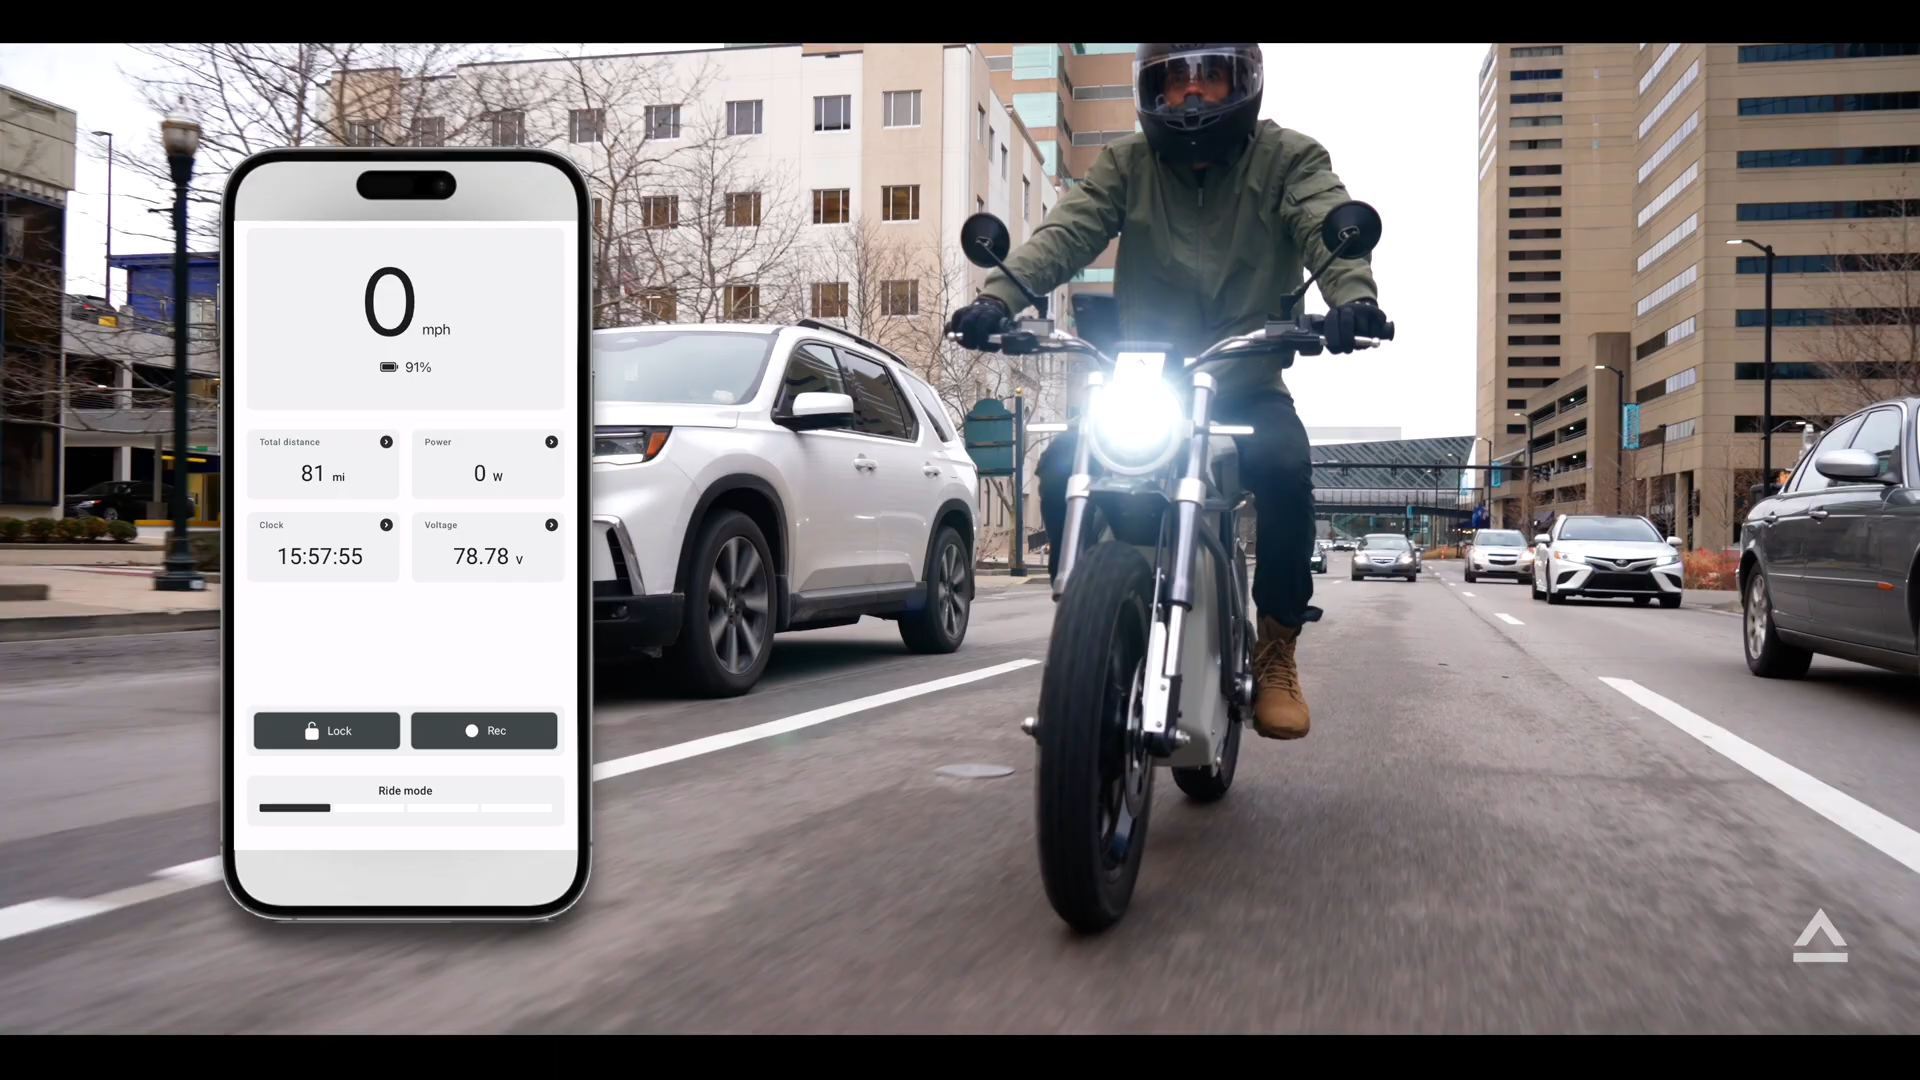 0 mph
91%
Total distance
81 mi
Power
0 W
Clock
15:57:55
Voltage
78.78 V
Lock
Rec
Ride mode